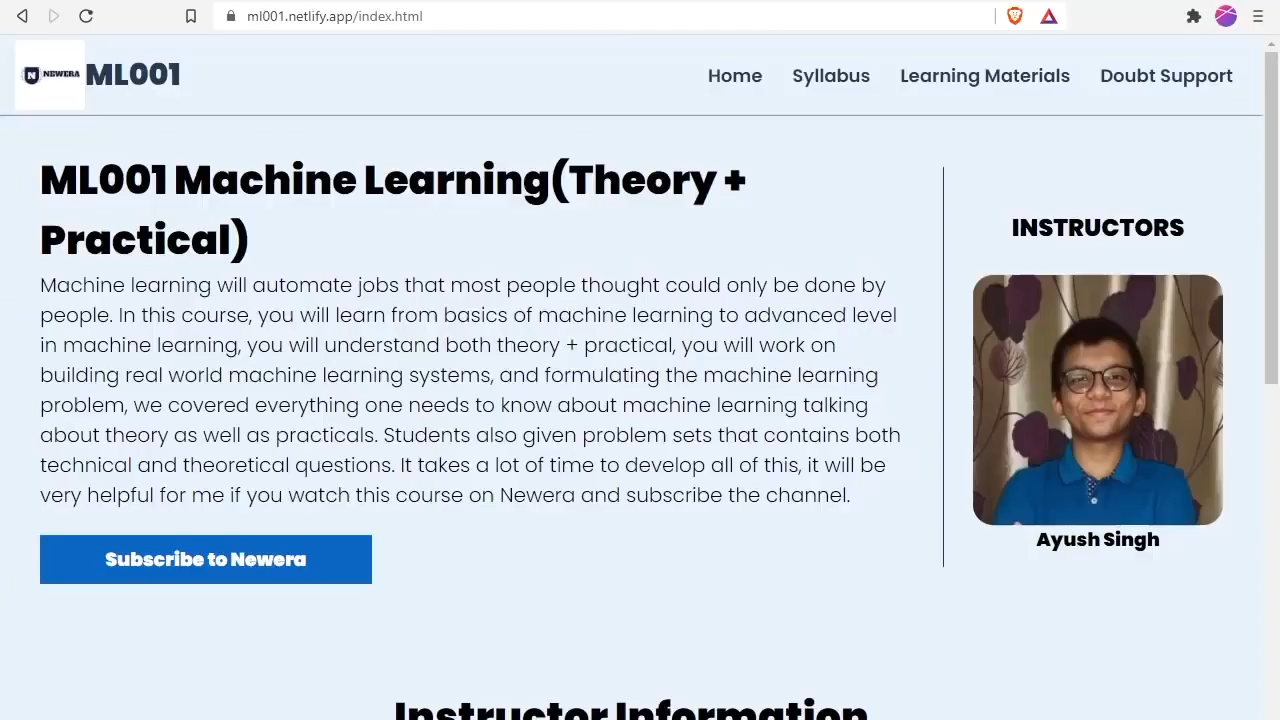 ml001.netlify.app/index.html
N NEWERA
ML001
Home Syllabus Learning Materials Doubt Support
ML001 Machine Learning(Theory +
Practical)
Machine learning will automate jobs that most people thought could only be done by
people. In this course, you will learn from basics of machine learning to advanced level
in machine learning, you will understand both theory + practical, you will work on
building real world machine learning systems, and formulating the machine learning
problem, we covered everything one needs to know about machine learning talking
about theory as well as practicals. Students also given problem sets that contains both
technical and theoretical questions. It takes a lot of time to develop all of this, it will be
very helpful for me if you watch this course on Newera and subscribe the channel.
Subscribe to Newera
INSTRUCTORS
Ayush Singh
Instructor Information